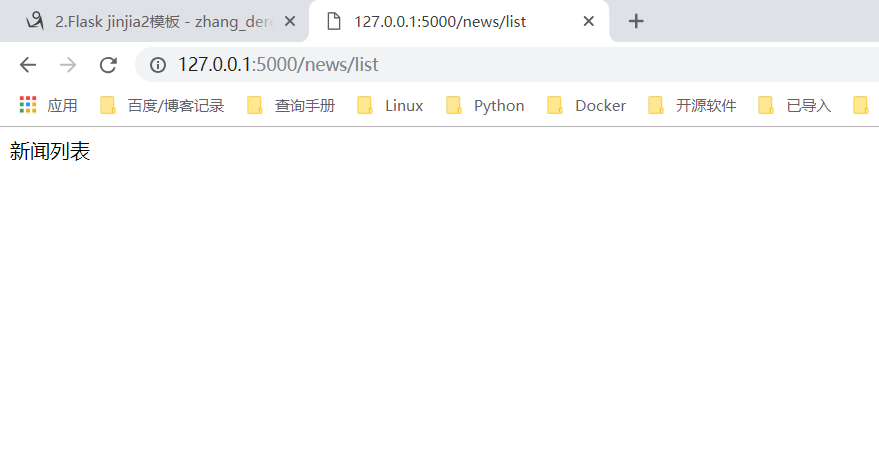 2.Flask jinjia2模板 - zhang_dere
127.0.0.1:5000/news/list
127.0.0.1:5000/news/list
应用 百度/博客记录 查询手册 Linux Python Docker 开源软件 已导入
新闻列表